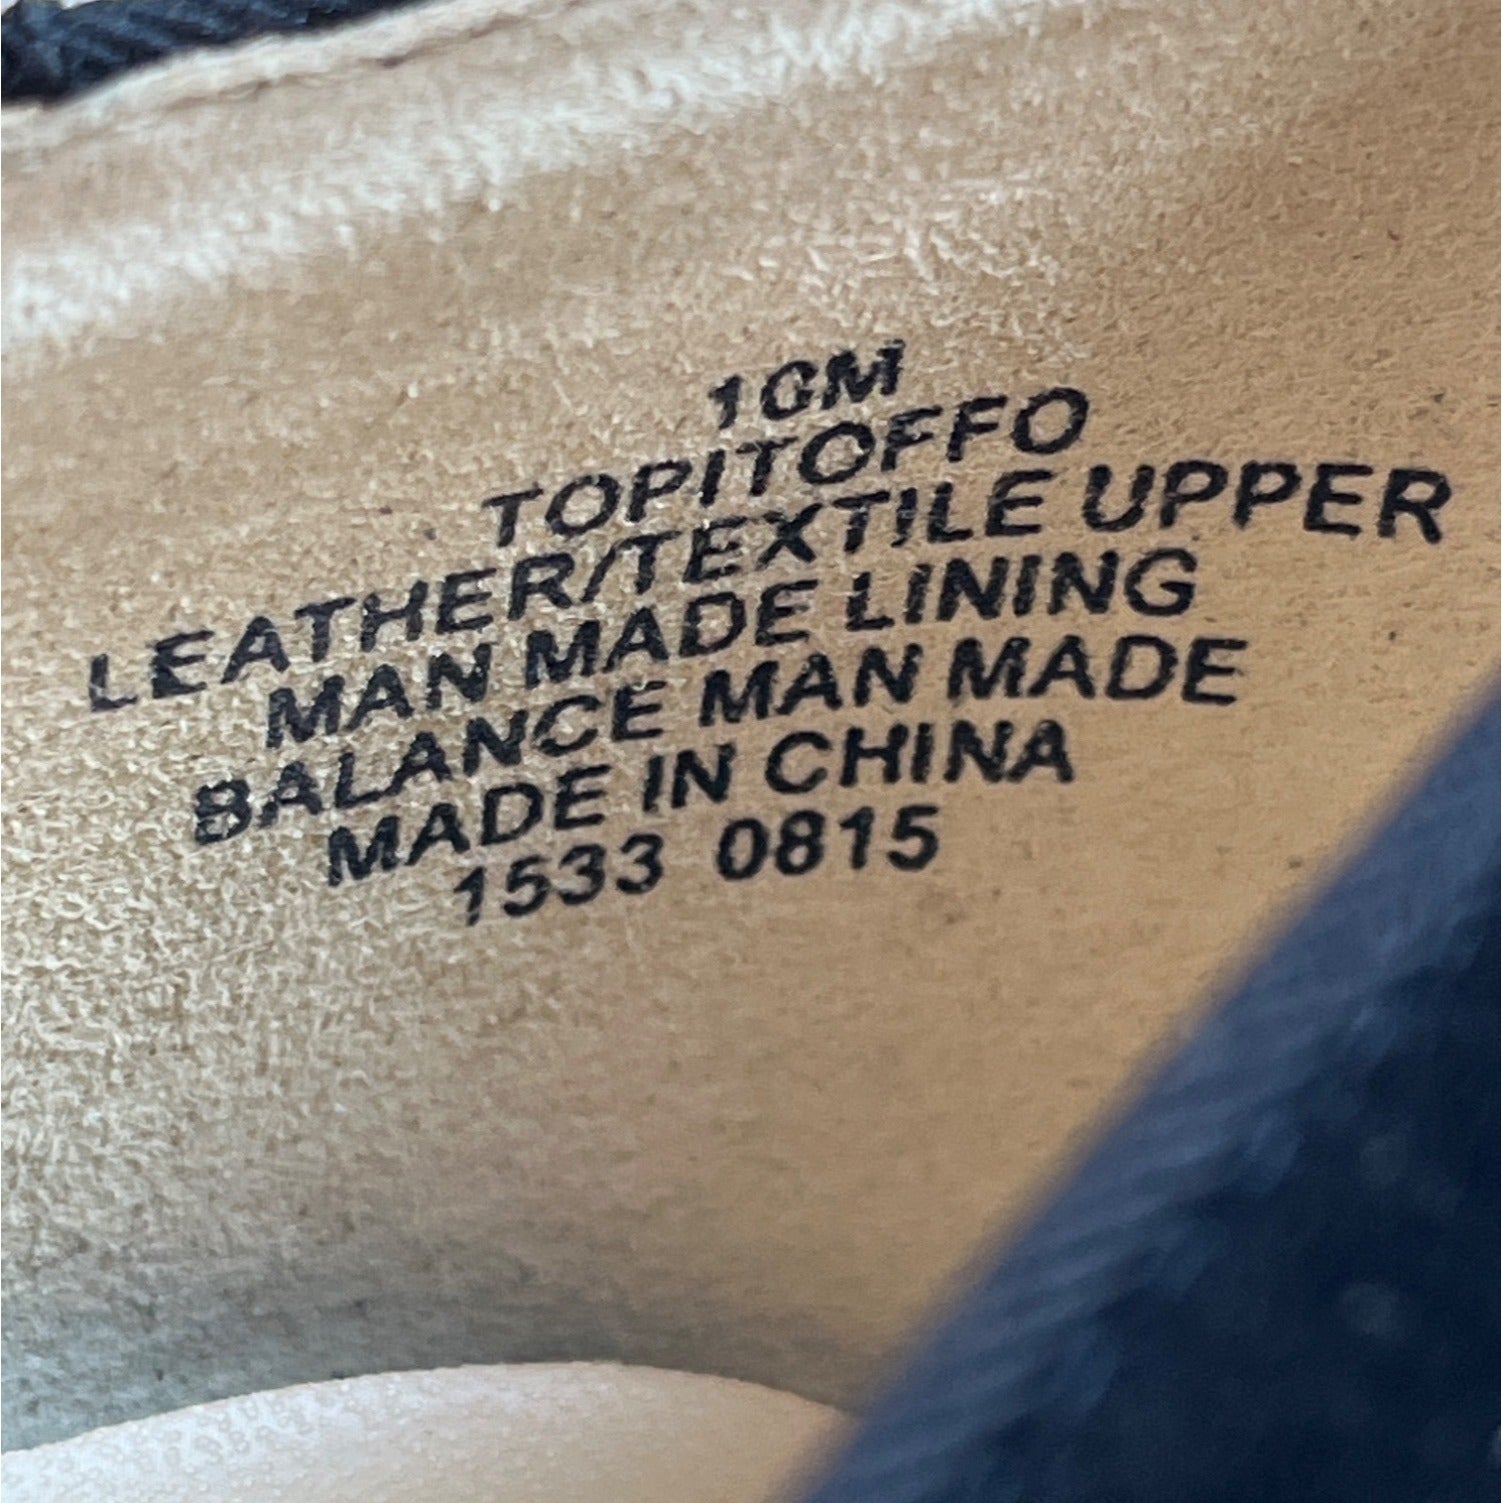 10M
TOPITOFFO
LEATHER/TEXTILE UPPER
MAN MADE LINING
BALANCE MAN MADE
MADE IN CHINA
1533 0815